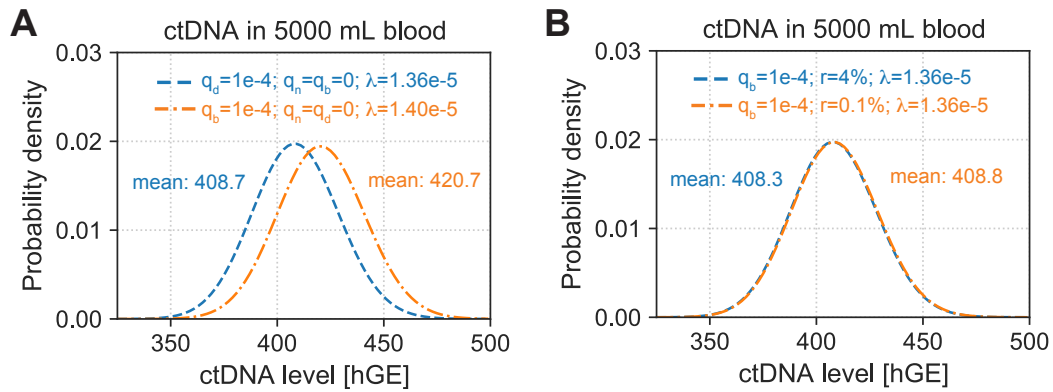 A
ctDNA in 5000 mL blood
q_d=1e-4; q_n=q_b=0; λ=1.36e-5
q_b=1e-4; q_n=q_d=0; λ=1.40e-5
mean: 408.7
mean: 420.7
Probability density
0.03
0.02
0.01
0.00
350
400
450
500
ctDNA level [hGE]
B
ctDNA in 5000 mL blood
q_b=1e-4; r=4%; λ=1.36e-5
q_b=1e-4; r=0.1%; λ=1.36e-5
mean: 408.3
mean: 408.8
Probability density
0.03
0.02
0.01
0.00
350
400
450
500
ctDNA level [hGE]